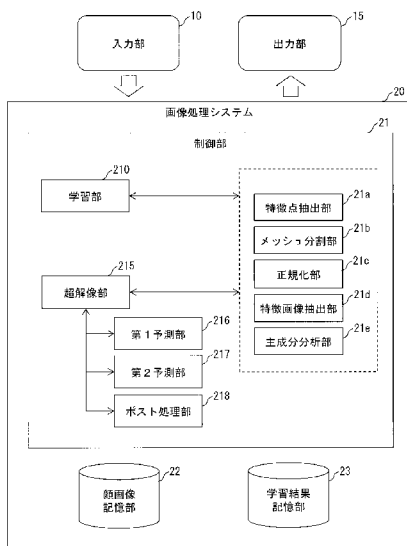 10
入力部
15
出力部
20
画像処理システム
21
制御部
210
学習部
21a
特徴点抽出部
21b
メッシュ分割部
21c
正規化部
21d
特徴画像抽出部
21e
主成分分析部
215
超解像部
216
第1予測部
217
第2予測部
218
ポスト処理部
22
顔画像
記憶部
23
学習結果
記憶部